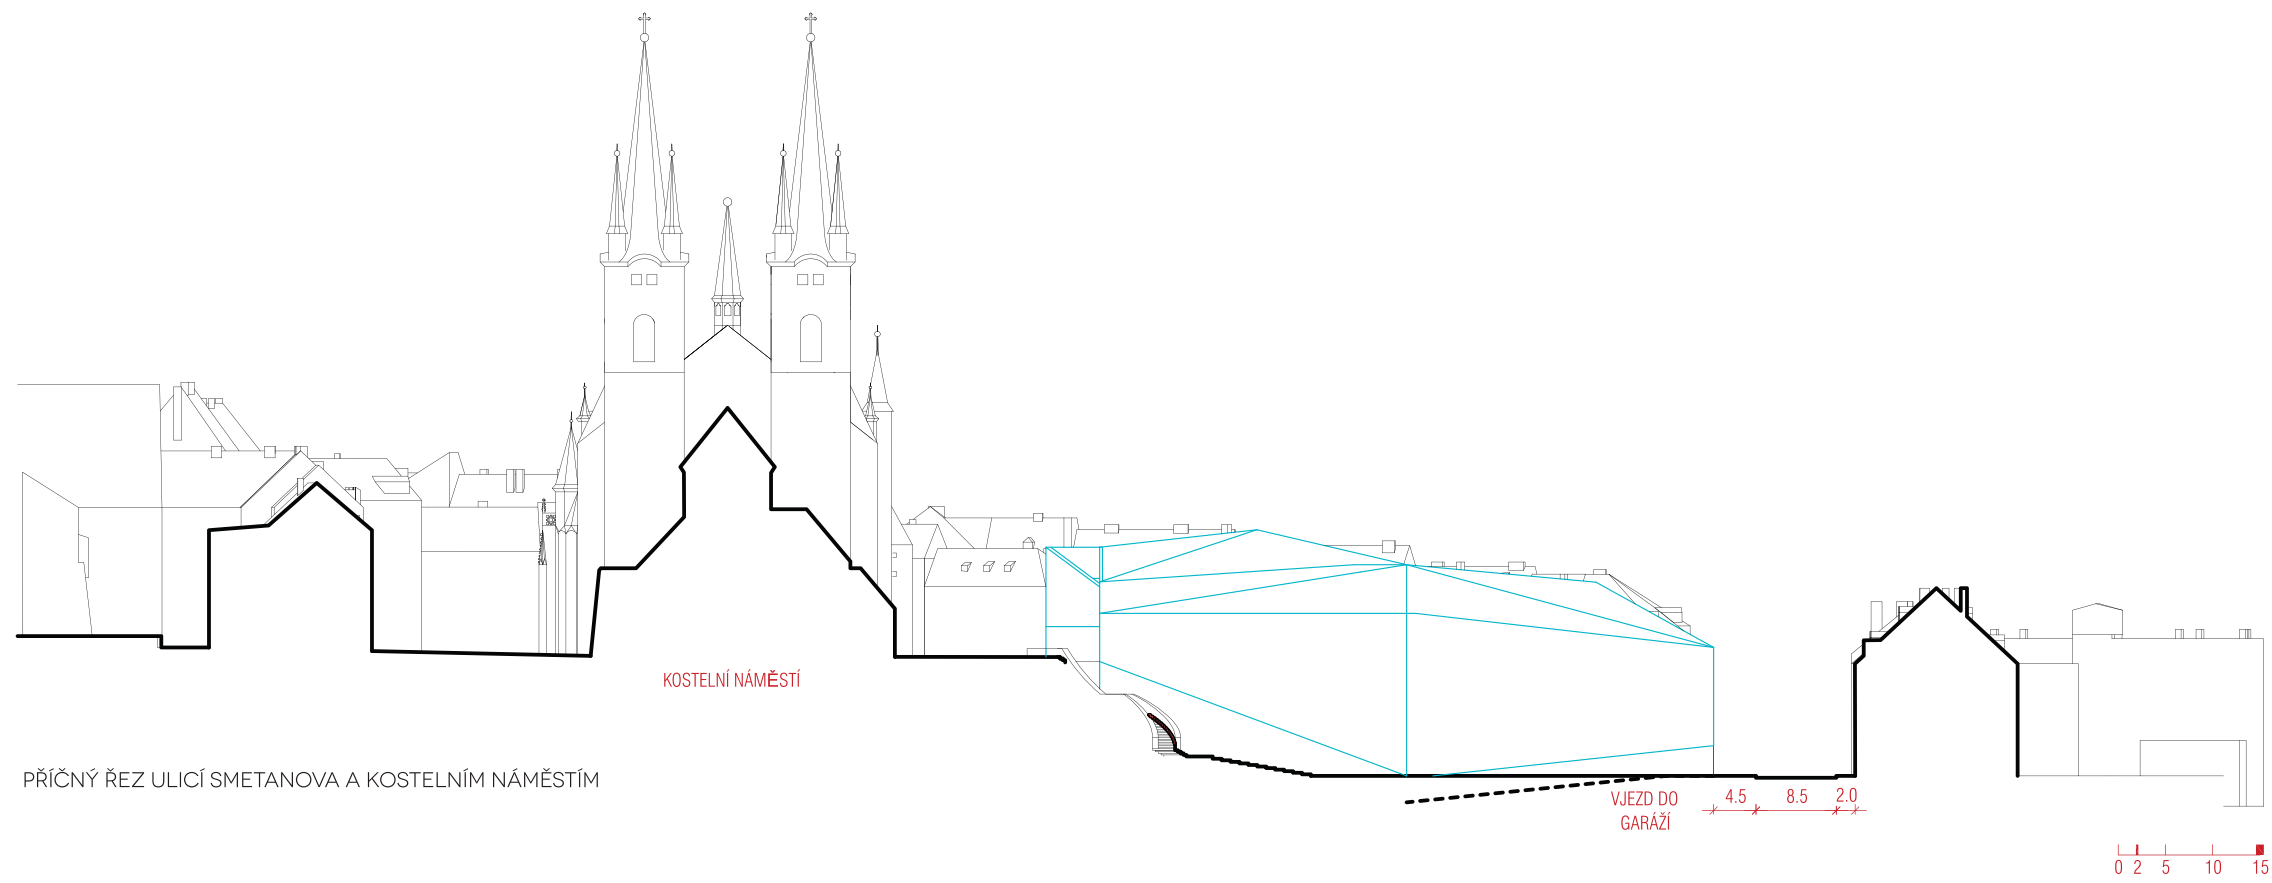 KOSTELNÍ NÁMĚSTÍ
PŘÍČNÝ ŘEZ ULICÍ SMETANOVA A KOSTELNÍM NÁMĚSTÍM
VJEZD DO
GARÁŽÍ
4.5 8.5 2.0
0 2 5 10 15